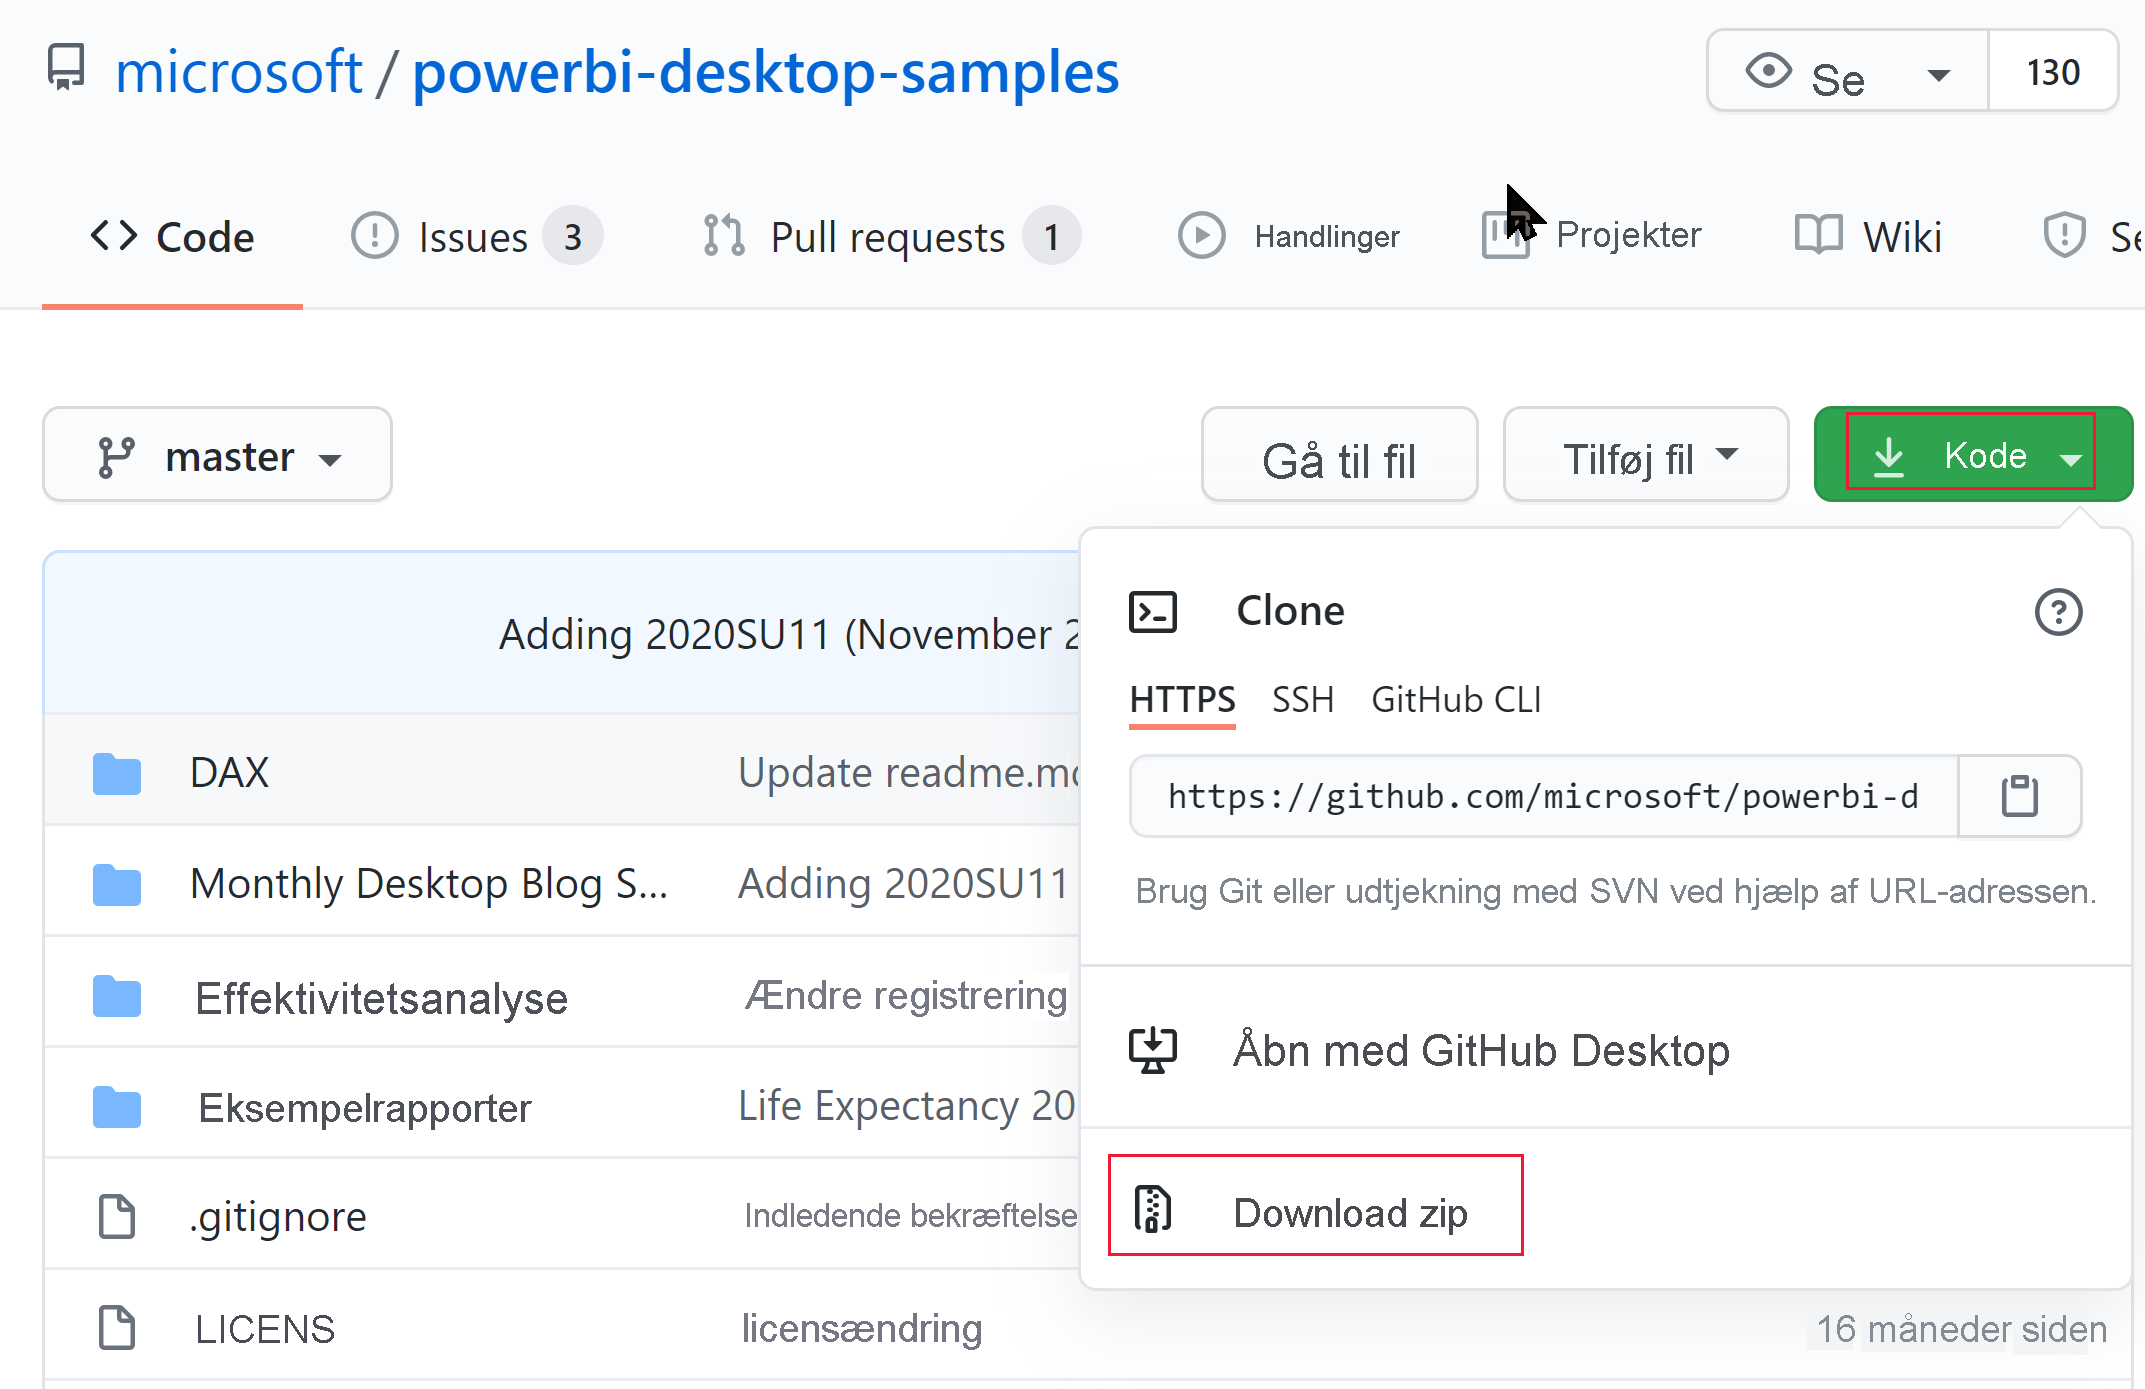 microsoft / powerbi-desktop-samples
Se 130
Code Issues 3 Pull requests 1 Handlinger Projekter Wiki Se
master Gå til fil Tilføj fil Kode
Adding 2020SU11 (November 2
Clone
HTTPS SSH GitHub CLI
https://github.com/microsoft/powerbi-d
Brug Git eller udtjekning med SVN ved hjælp af URL-adressen.
Åbn med GitHub Desktop
Download zip
DAX Update readme.md
Monthly Desktop Blog S... Adding 2020SU11
Effektivitetsanalyse Ændre registrering
Eksempelrapporter Life Expectancy 20
.gitignore Indledende bekræftelse
LICENS licensændring 16 måneder siden